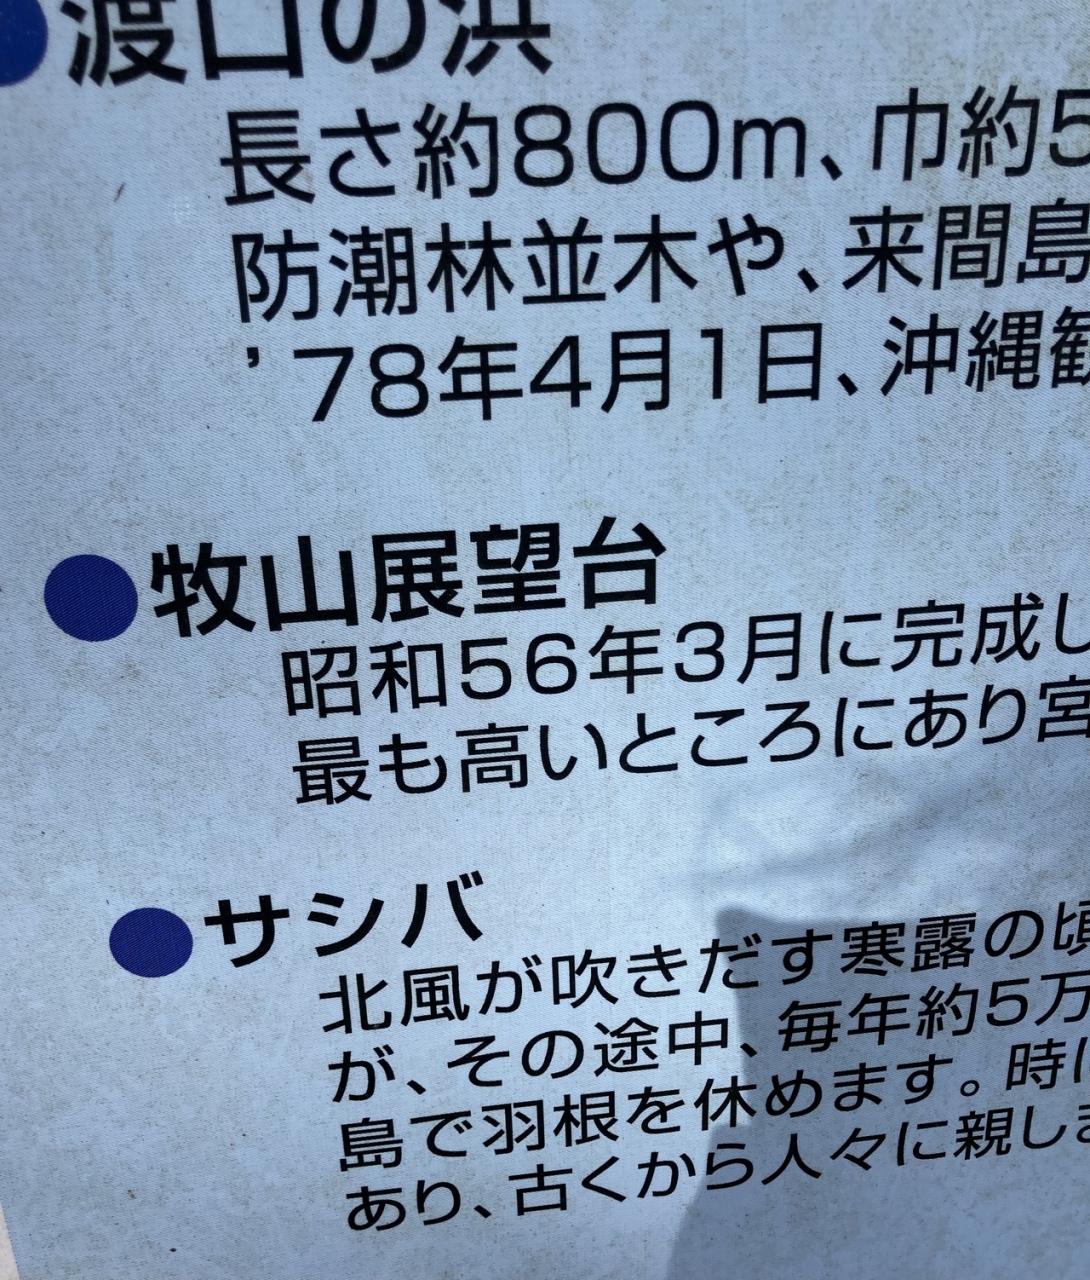 渡口の浜
長さ約800m、巾約5
防潮林並木や、来間島
'78年4月1日、沖縄観
牧山展望台
昭和56年3月に完成し
最も高いところにあり宮
サシバ
北風が吹きだす寒露の頃
が、その途中、毎年約5万
島で羽根を休めます。時に
あり、古くから人々に親しま